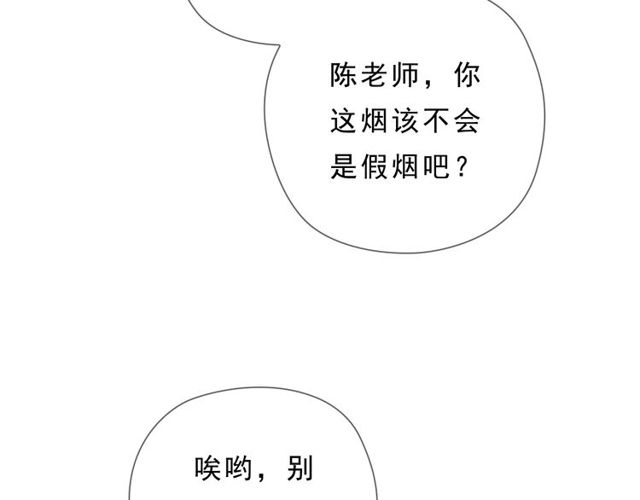 陈老师，你
这烟该不会
是假烟吧？
唉哟，别